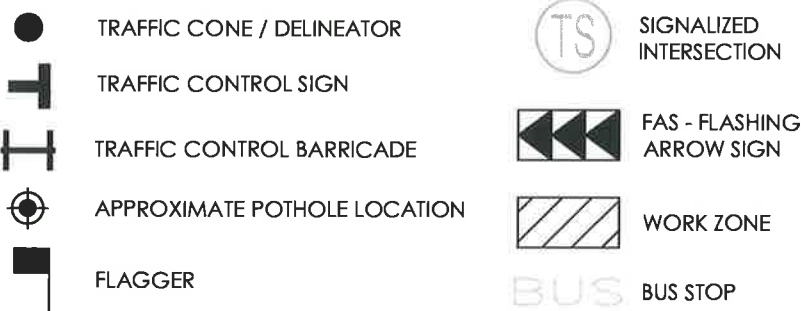 TRAFFIC CONE / DELINEATOR
TRAFFIC CONTROL SIGN
TRAFFIC CONTROL BARRICADE
APPROXIMATE POTHOLE LOCATION
FLAGGER
TS
SIGNALIZED
INTERSECTION
FAS - FLASHING
ARROW SIGN
WORK ZONE
BUS
BUS STOP